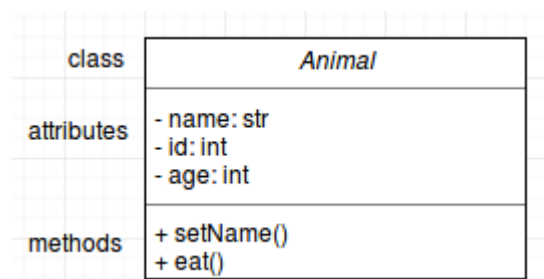 class
Animal
attributes
- name: str
- id: int
- age: int
methods
+ setName()
+ eat()